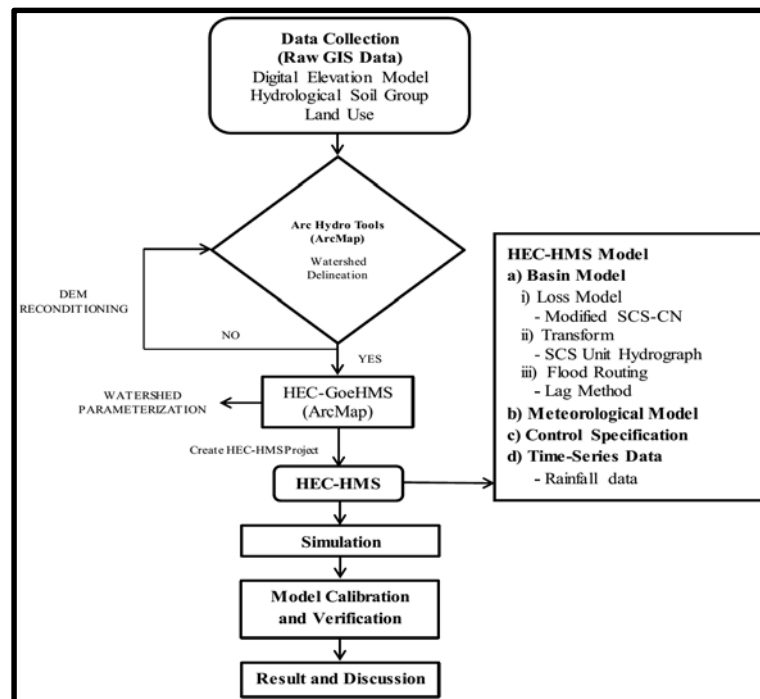 Data Collection
(Raw GIS Data)
Digital Elevation Model
Hydrological Soil Group
Land Use
Arc Hydro Tools
(ArcMap)
Watershed
Delineation
DEM
RECONDITIONING
NO
YES
WATERSHED
PARAMETERIZATION
HEC-GoeHMS
(ArcMap)
Create HEC-HMS Project
HEC-HMS
Simulation
Model Calibration
and Verification
Result and Discussion
HEC-HMS Model
a) Basin Model
i) Loss Model
- Modified SCS-CN
ii) Transform
- SCS Unit Hydrograph
iii) Flood Routing
- Lag Method
b) Meteorological Model
c) Control Specification
d) Time-Series Data
- Rainfall data